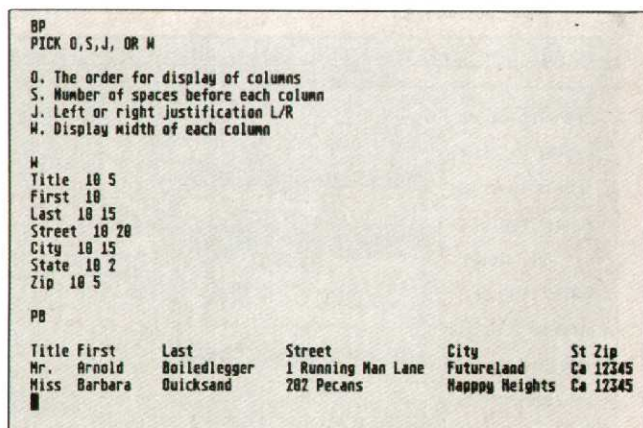 BP
PICK O,S,J, OR W
O. The order for display of columns
S. Number of spaces before each column
J. Left or right justification L/R
W. Display width of each column
W
Title 10 5
First 10
Last 10 15
Street 10 20
City 10 15
State 10 2
Zip 10 5
PB
Title First Last Street City St Zip
Mr. Arnold Boiledlegger 1 Running Man Lane Futureland Ca 12345
Miss Barbara Quicksand 202 Pecans Happpy Heights Ca 12345